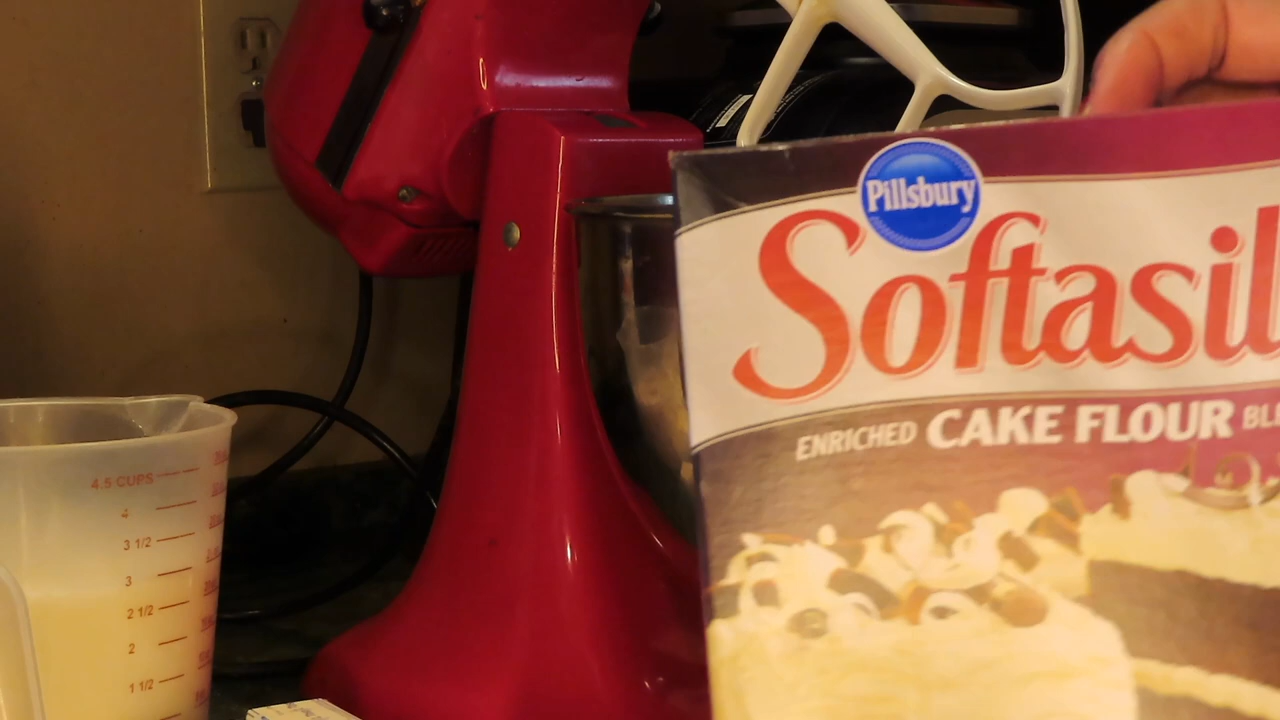 Pillsbury
Softasil
ENRICHED CAKE FLOUR BL
4.5 CUPS
4
3 1/2
3
2 1/2
2
1 1/2